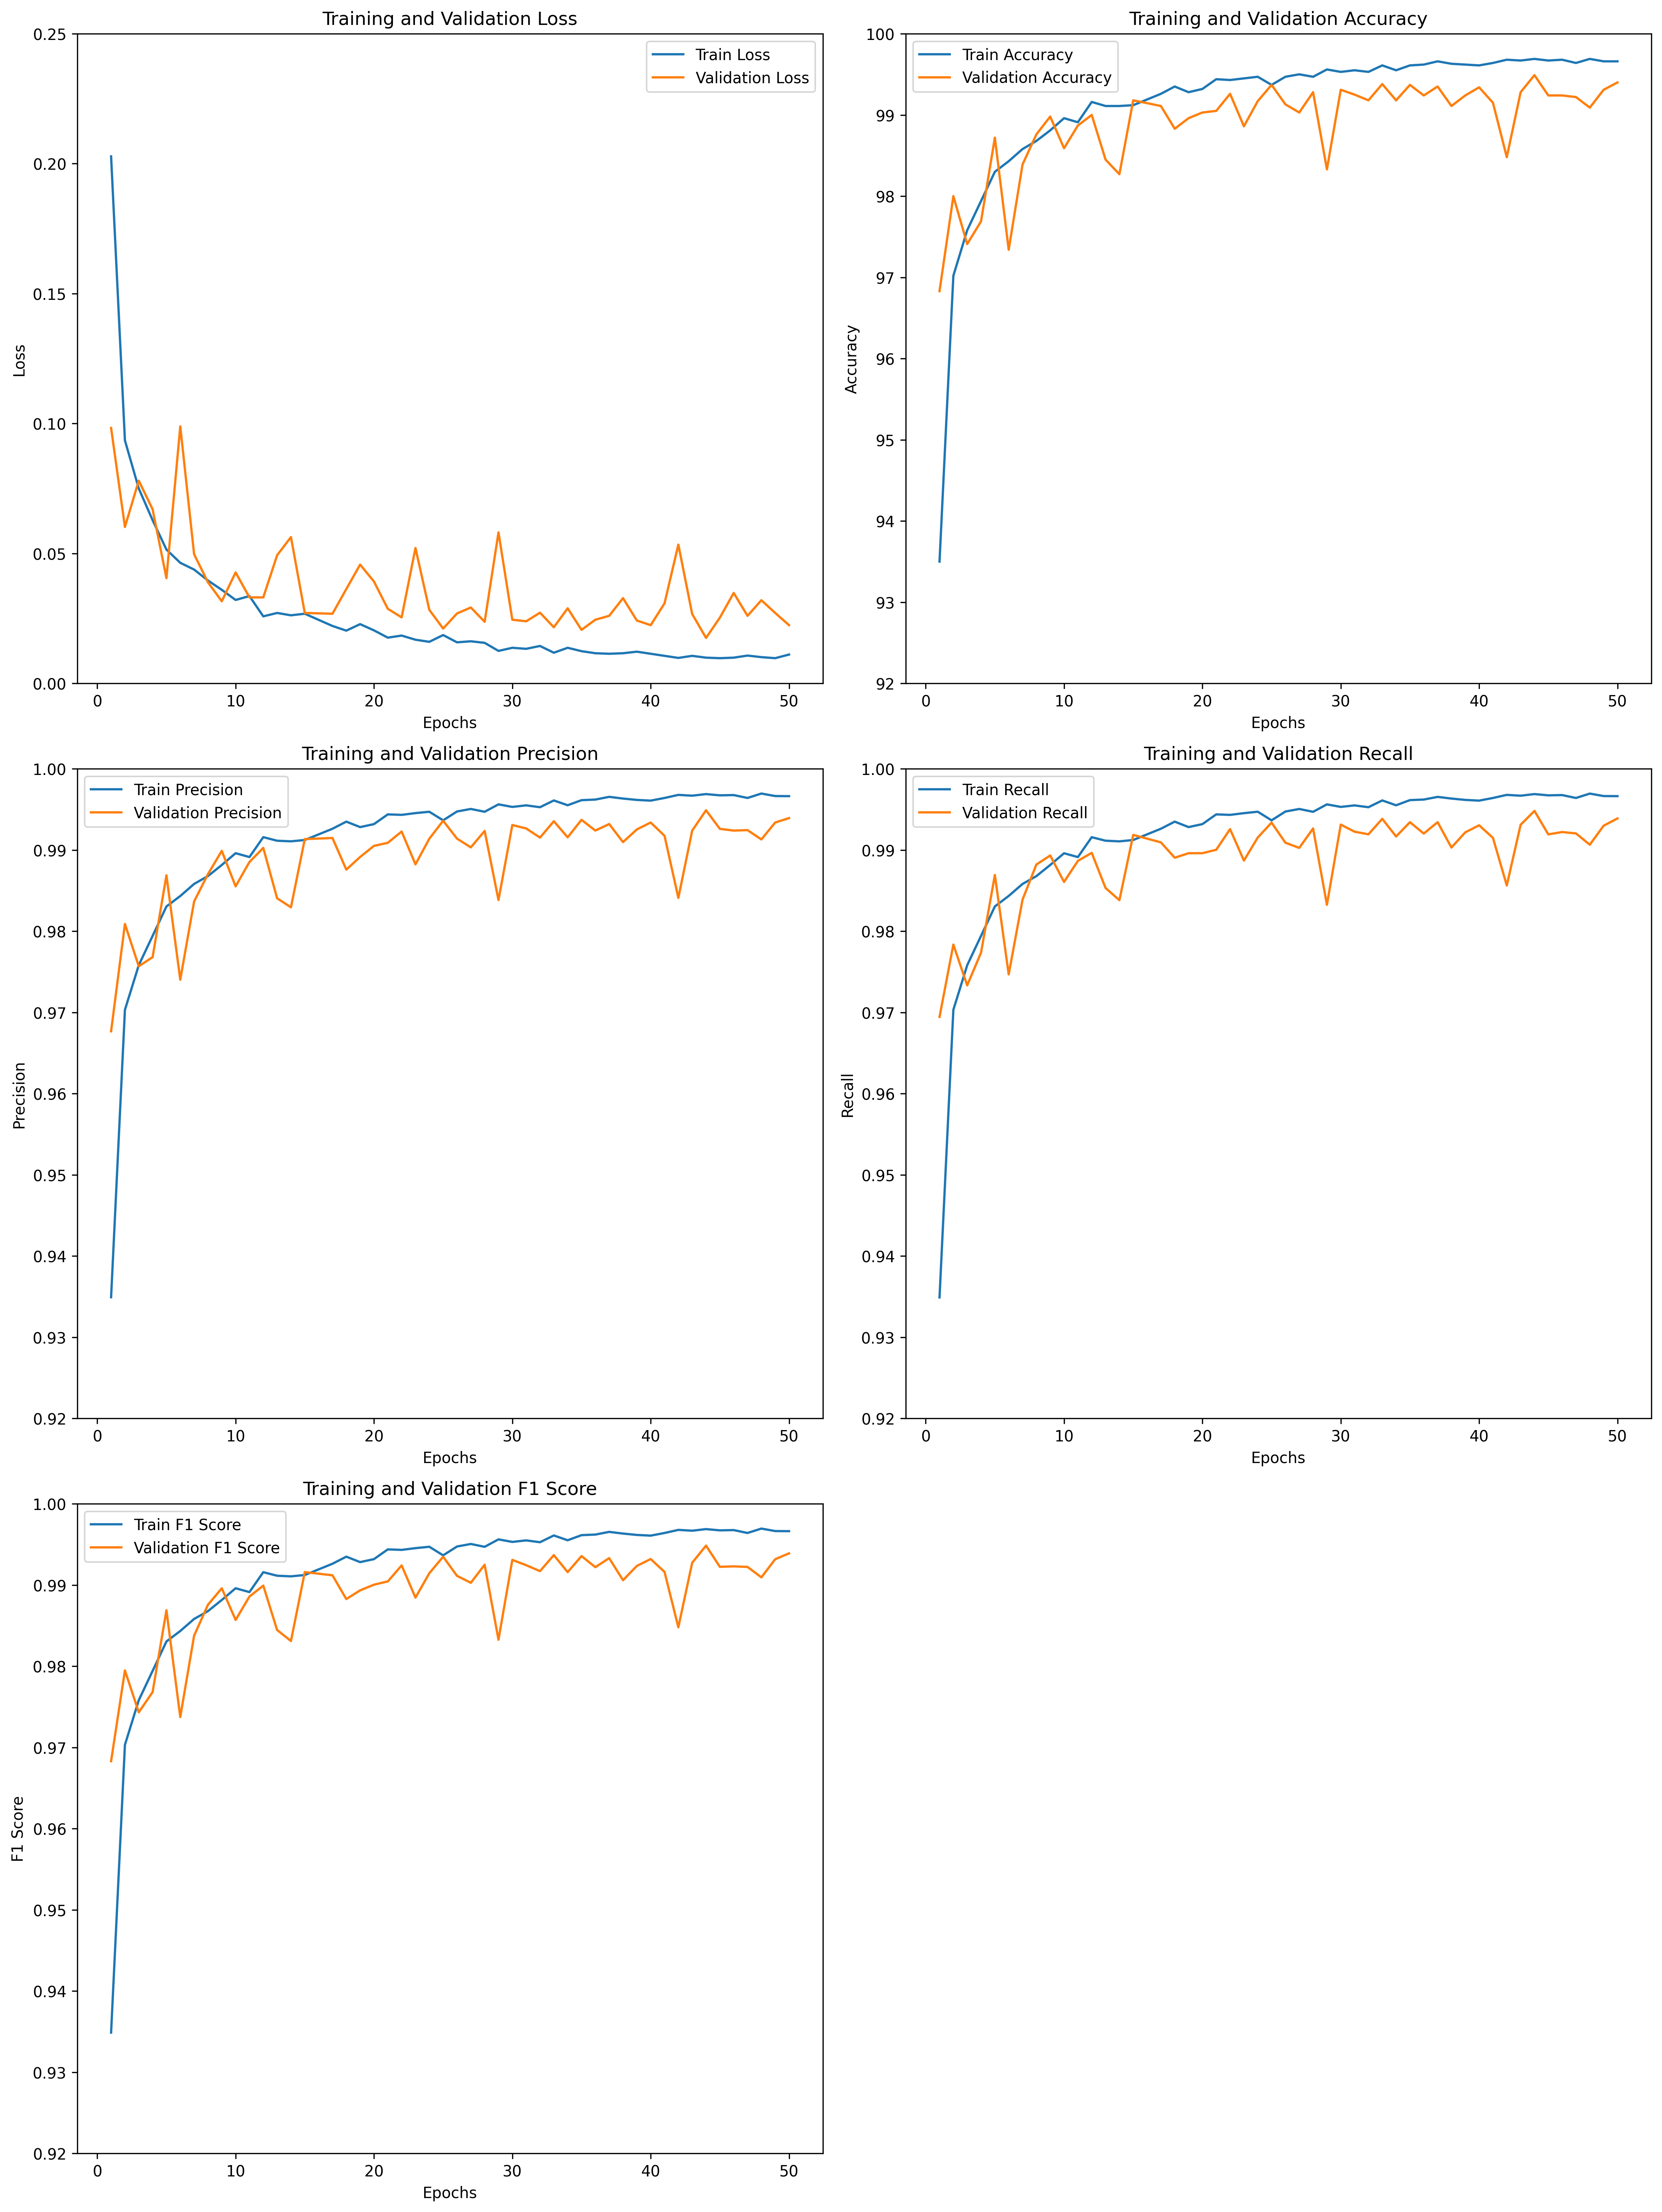 Training and Validation Loss
Train Loss
Validation Loss
0.25
0.20
0.15
0.10
0.05
0.00
Loss
0 10 20 30 40 50
Epochs
Training and Validation Accuracy
Train Accuracy
Validation Accuracy
100
99
98
97
96
95
94
93
92
Accuracy
0 10 20 30 40 50
Epochs
Training and Validation Precision
Train Precision
Validation Precision
1.00
0.99
0.98
0.97
0.96
0.95
0.94
0.93
0.92
Precision
0 10 20 30 40 50
Epochs
Training and Validation Recall
Train Recall
Validation Recall
1.00
0.99
0.98
0.97
0.96
0.95
0.94
0.93
0.92
Recall
0 10 20 30 40 50
Epochs
Training and Validation F1 Score
Train F1 Score
Validation F1 Score
1.00
0.99
0.98
0.97
0.96
0.95
0.94
0.93
0.92
F1 Score
0 10 20 30 40 50
Epochs